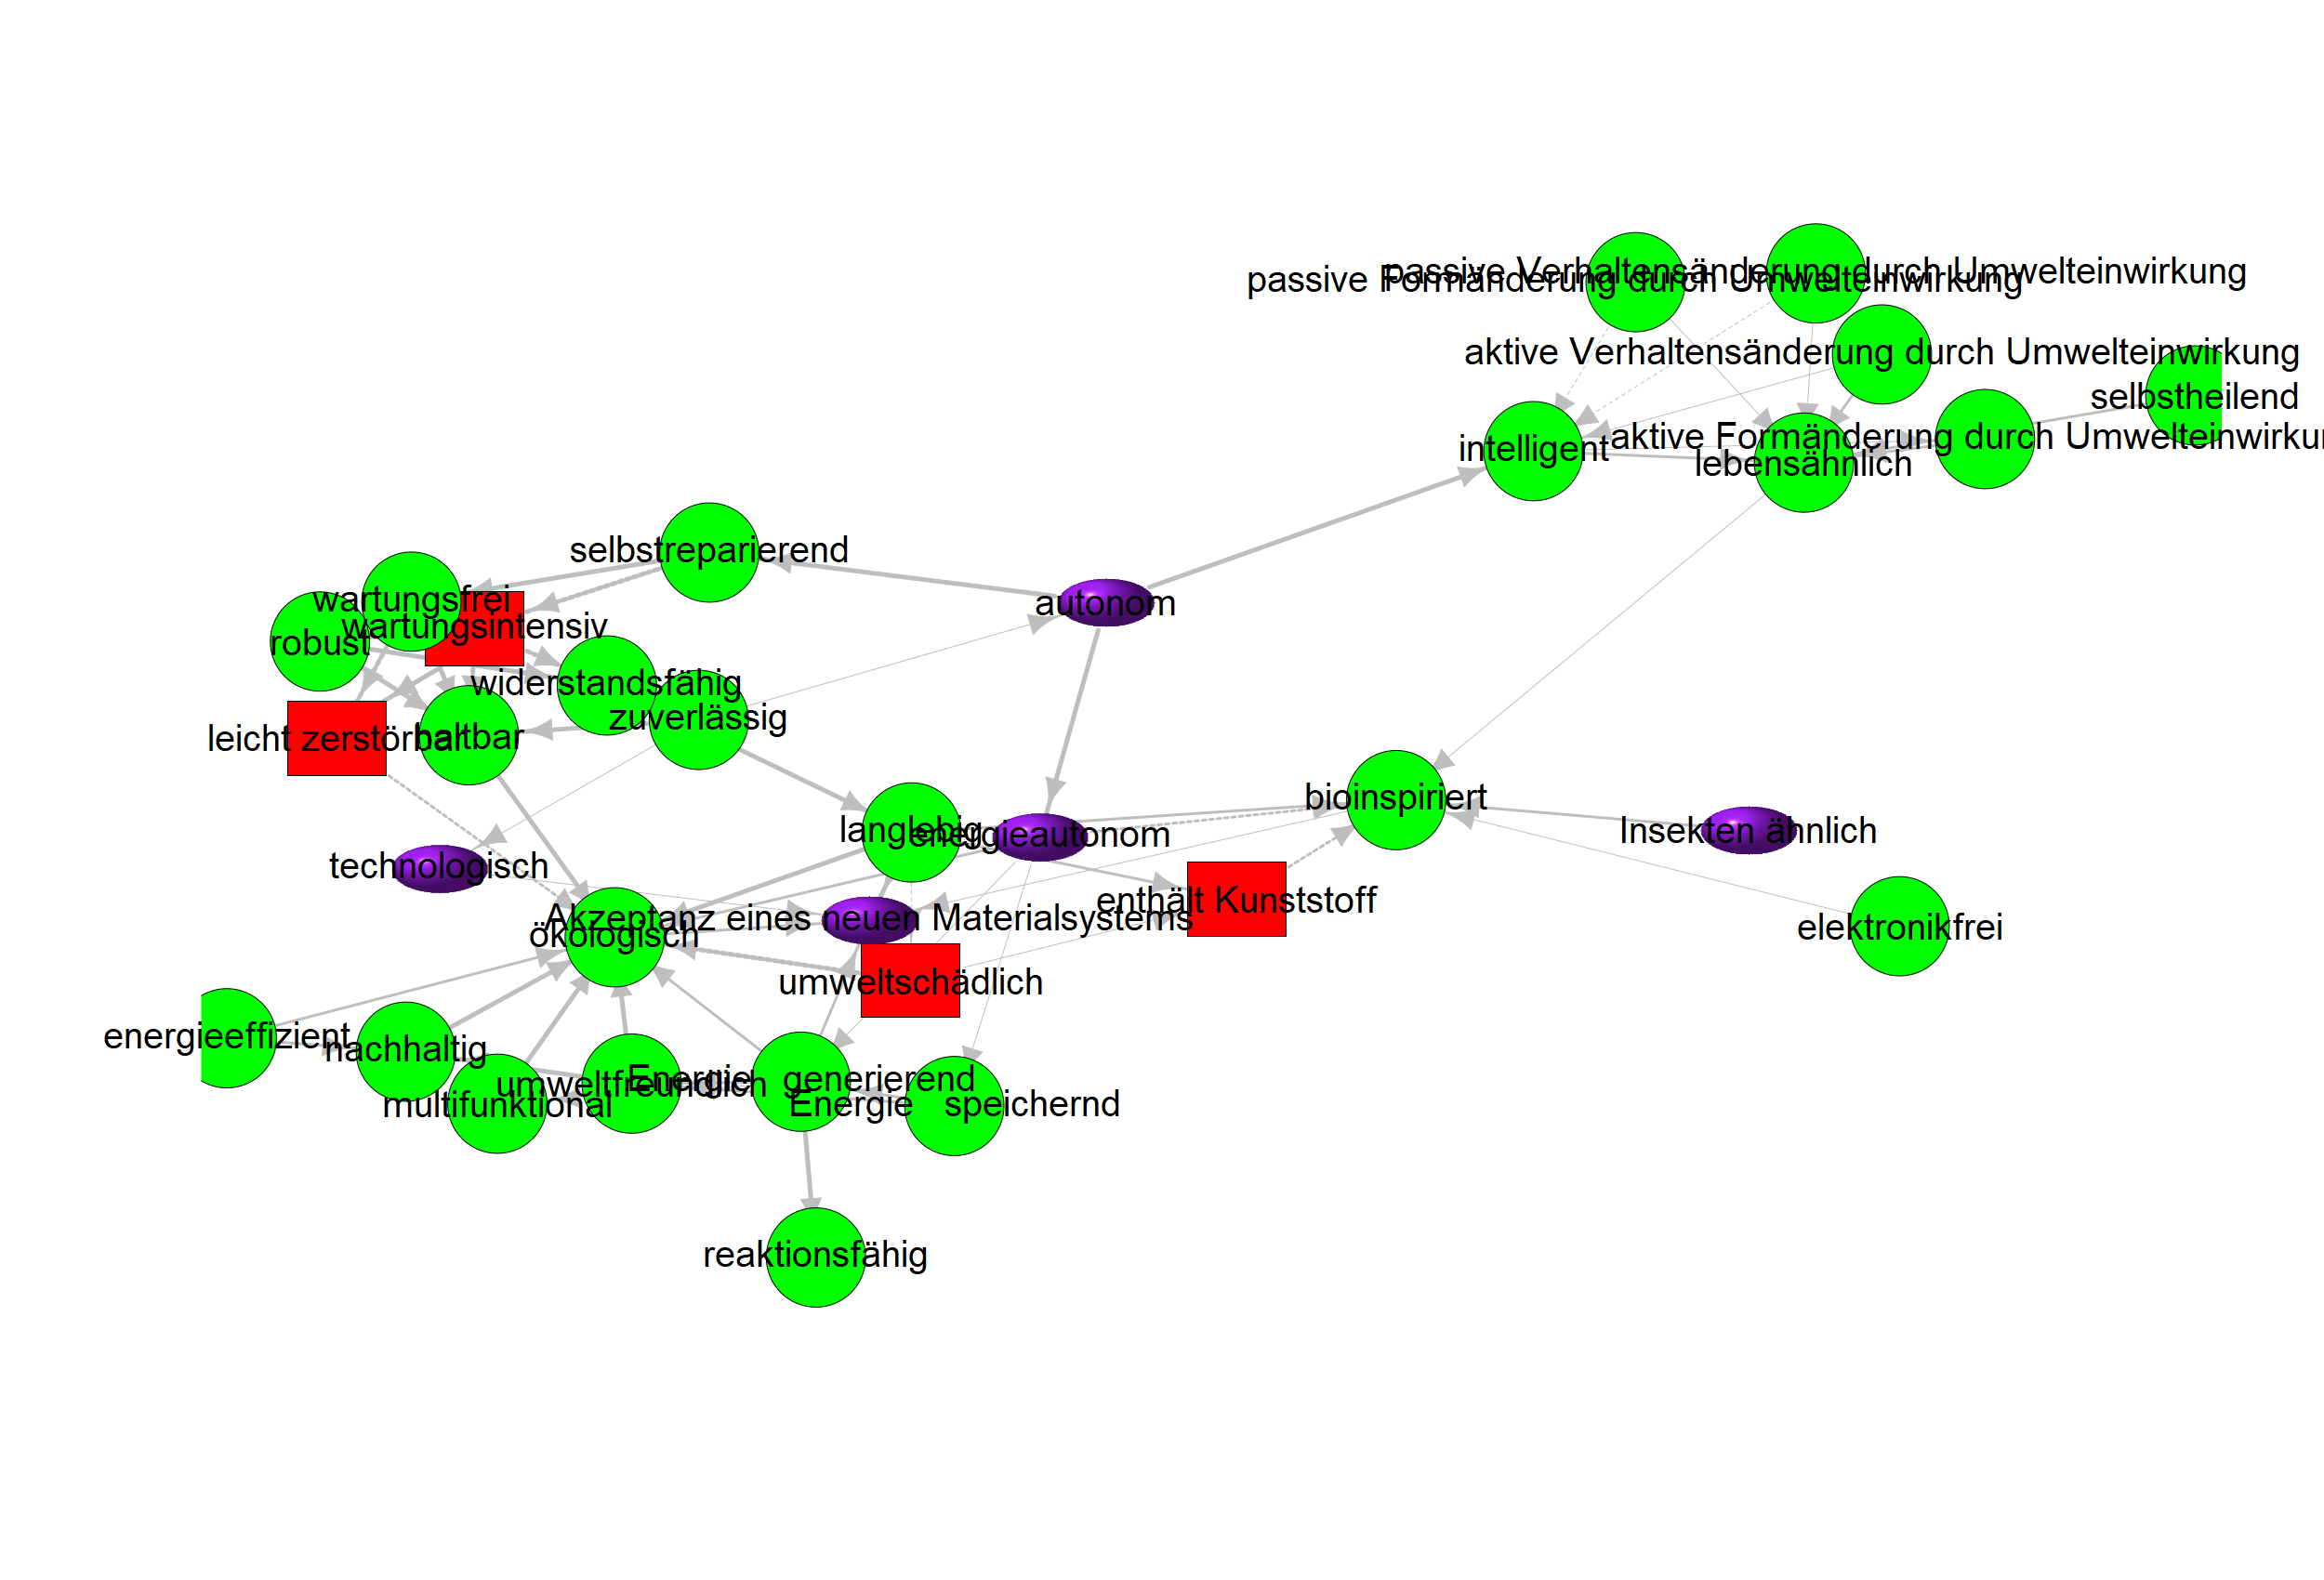 passive Verhaltensänderung durch Umwelteinwirkung
passive Formänderung durch Umwelteinwirkung
aktive Verhaltensänderung durch Umwelteinwirkung
selbstheilend
aktive Formänderung durch Umwelteinwirku
intelligent
lebensähnlich
selbstreparierend
wartungsfrei
autonom
wartungsintensiv
robust
widerstandsfähig
zuverlässig
leicht zerstörbar
haltbar
bioinspiriert
langlebig
energieautonom
Insekten ähnlich
technologisch
enthält Kunststoff
Akzeptanz eines neuen Materialsystems
elektronikfrei
ökologisch
umweltschädlich
energieeffizient
nachhaltig
Energie generierend
umweltfreundlich
multifunktional
Energie speichernd
reaktionsfähig